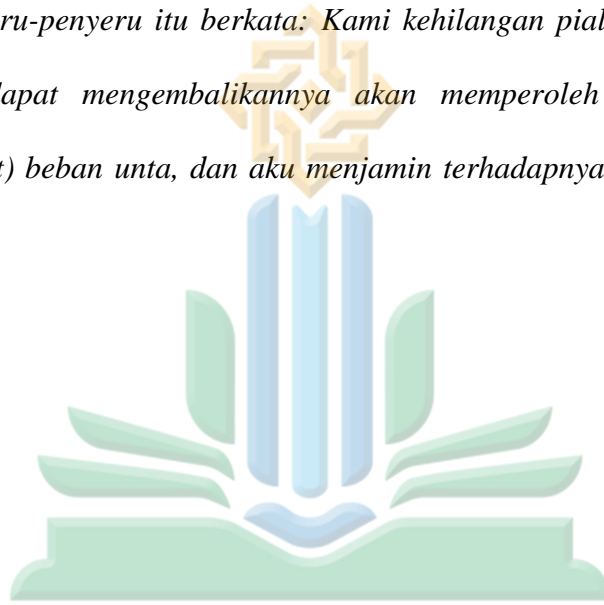 ru-penyeru itu berkata: Kami kehilangan pial
dapat mengembalikannya akan memperoleh
t) beban unta, dan aku menjamin terhadapnya